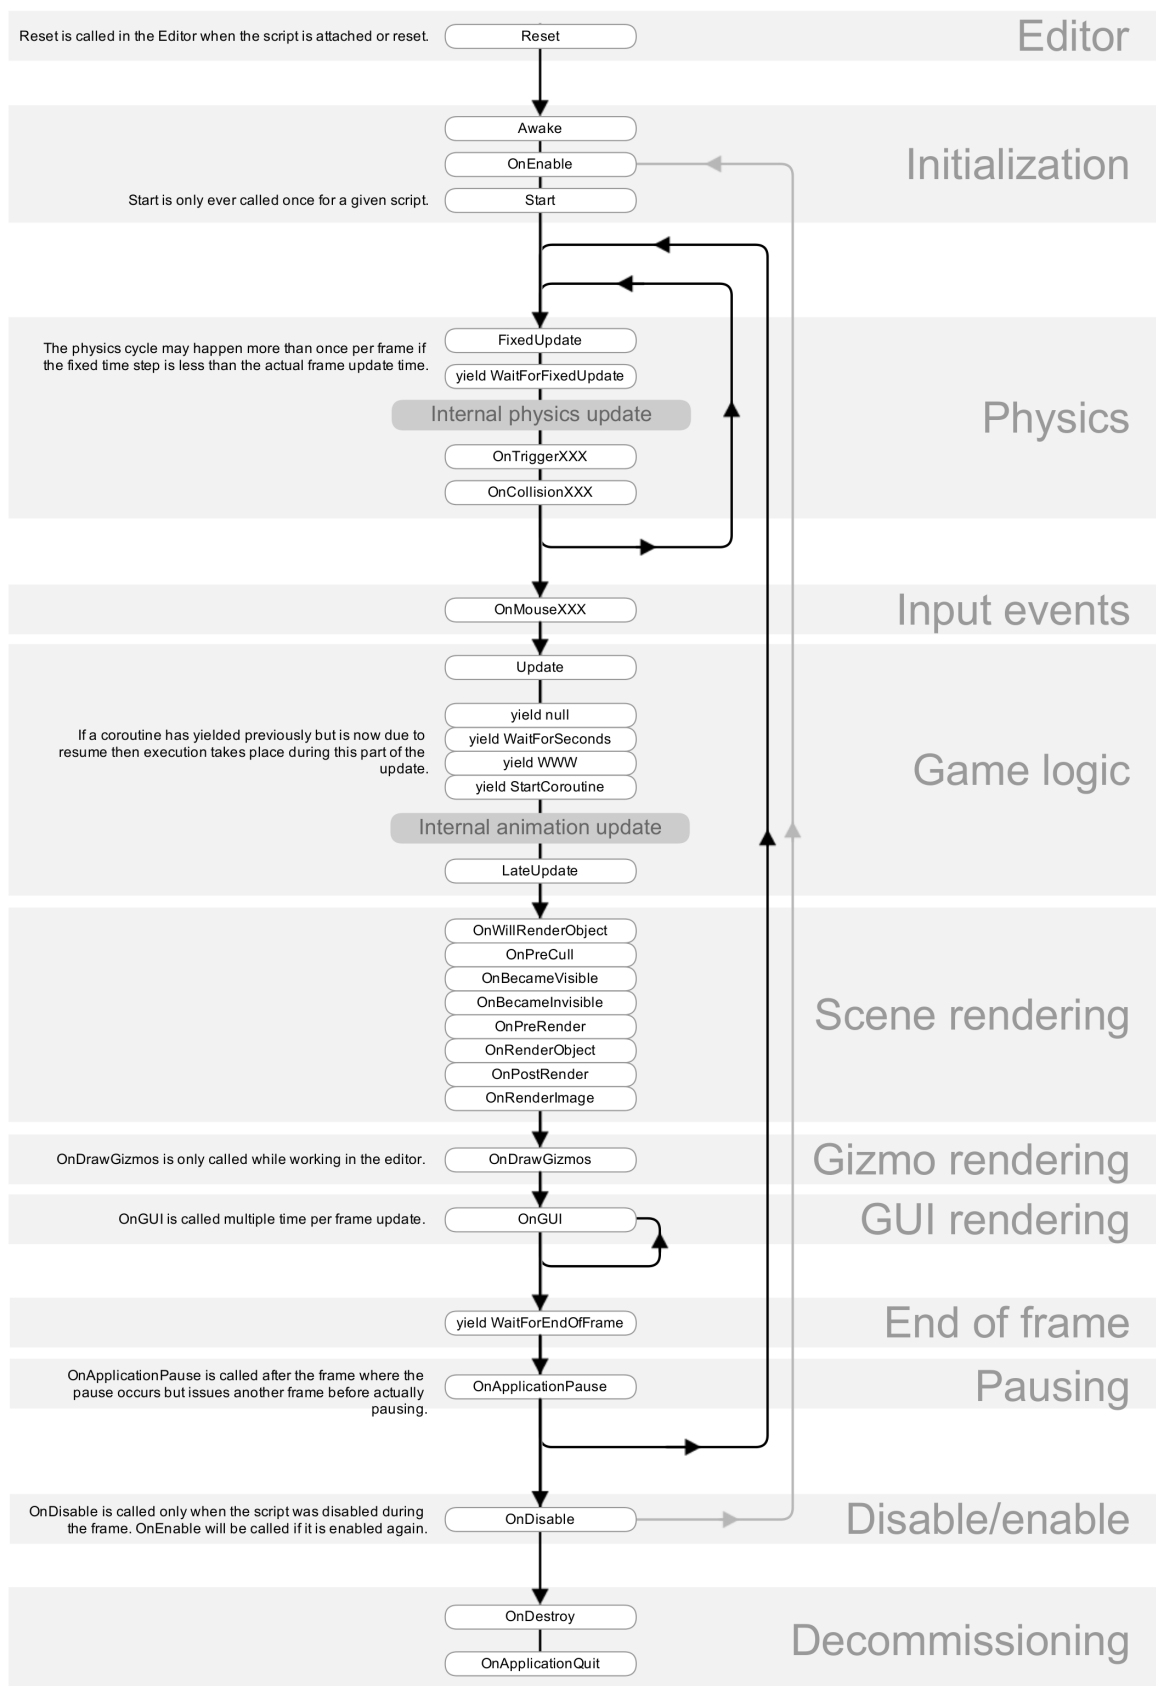 Reset is called in the Editor when the script is attached or reset.
Reset
Editor
Awake
OnEnable
Initialization
Start is only ever called once for a given script.
Start
FixedUpdate
The physics cycle may happen more than once per frame if
the fixed time step is less than the actual frame update time.
yield WaitForFixedUpdate
Internal physics update
Physics
OnTriggerXXX
OnCollisionXXX
OnMouseXXX
Input events
Update
yield null
If a coroutine has yielded previously but is now due to
resume then execution takes place during this part of the
update.
yield WaitForSeconds
yield WWW
yield StartCoroutine
Game logic
Internal animation update
LateUpdate
OnWillRenderObject
OnPreCull
OnBecameVisible
OnBecameInvisible
OnPreRender
OnRenderObject
OnPostRender
OnRenderImage
Scene rendering
OnDrawGizmos is only called while working in the editor.
OnDrawGizmos
Gizmo rendering
OnGUI is called multiple time per frame update.
OnGUI
GUI rendering
yield WaitForEndOfFrame
End of frame
OnApplicationPause is called after the frame where the
pause occurs but issues another frame before actually
pausing.
OnApplicationPause
Pausing
OnDisable is called only when the script was disabled during
the frame. OnEnable will be called if it is enabled again.
OnDisable
Disable/enable
OnDestroy
Decommissioning
OnApplicationQuit